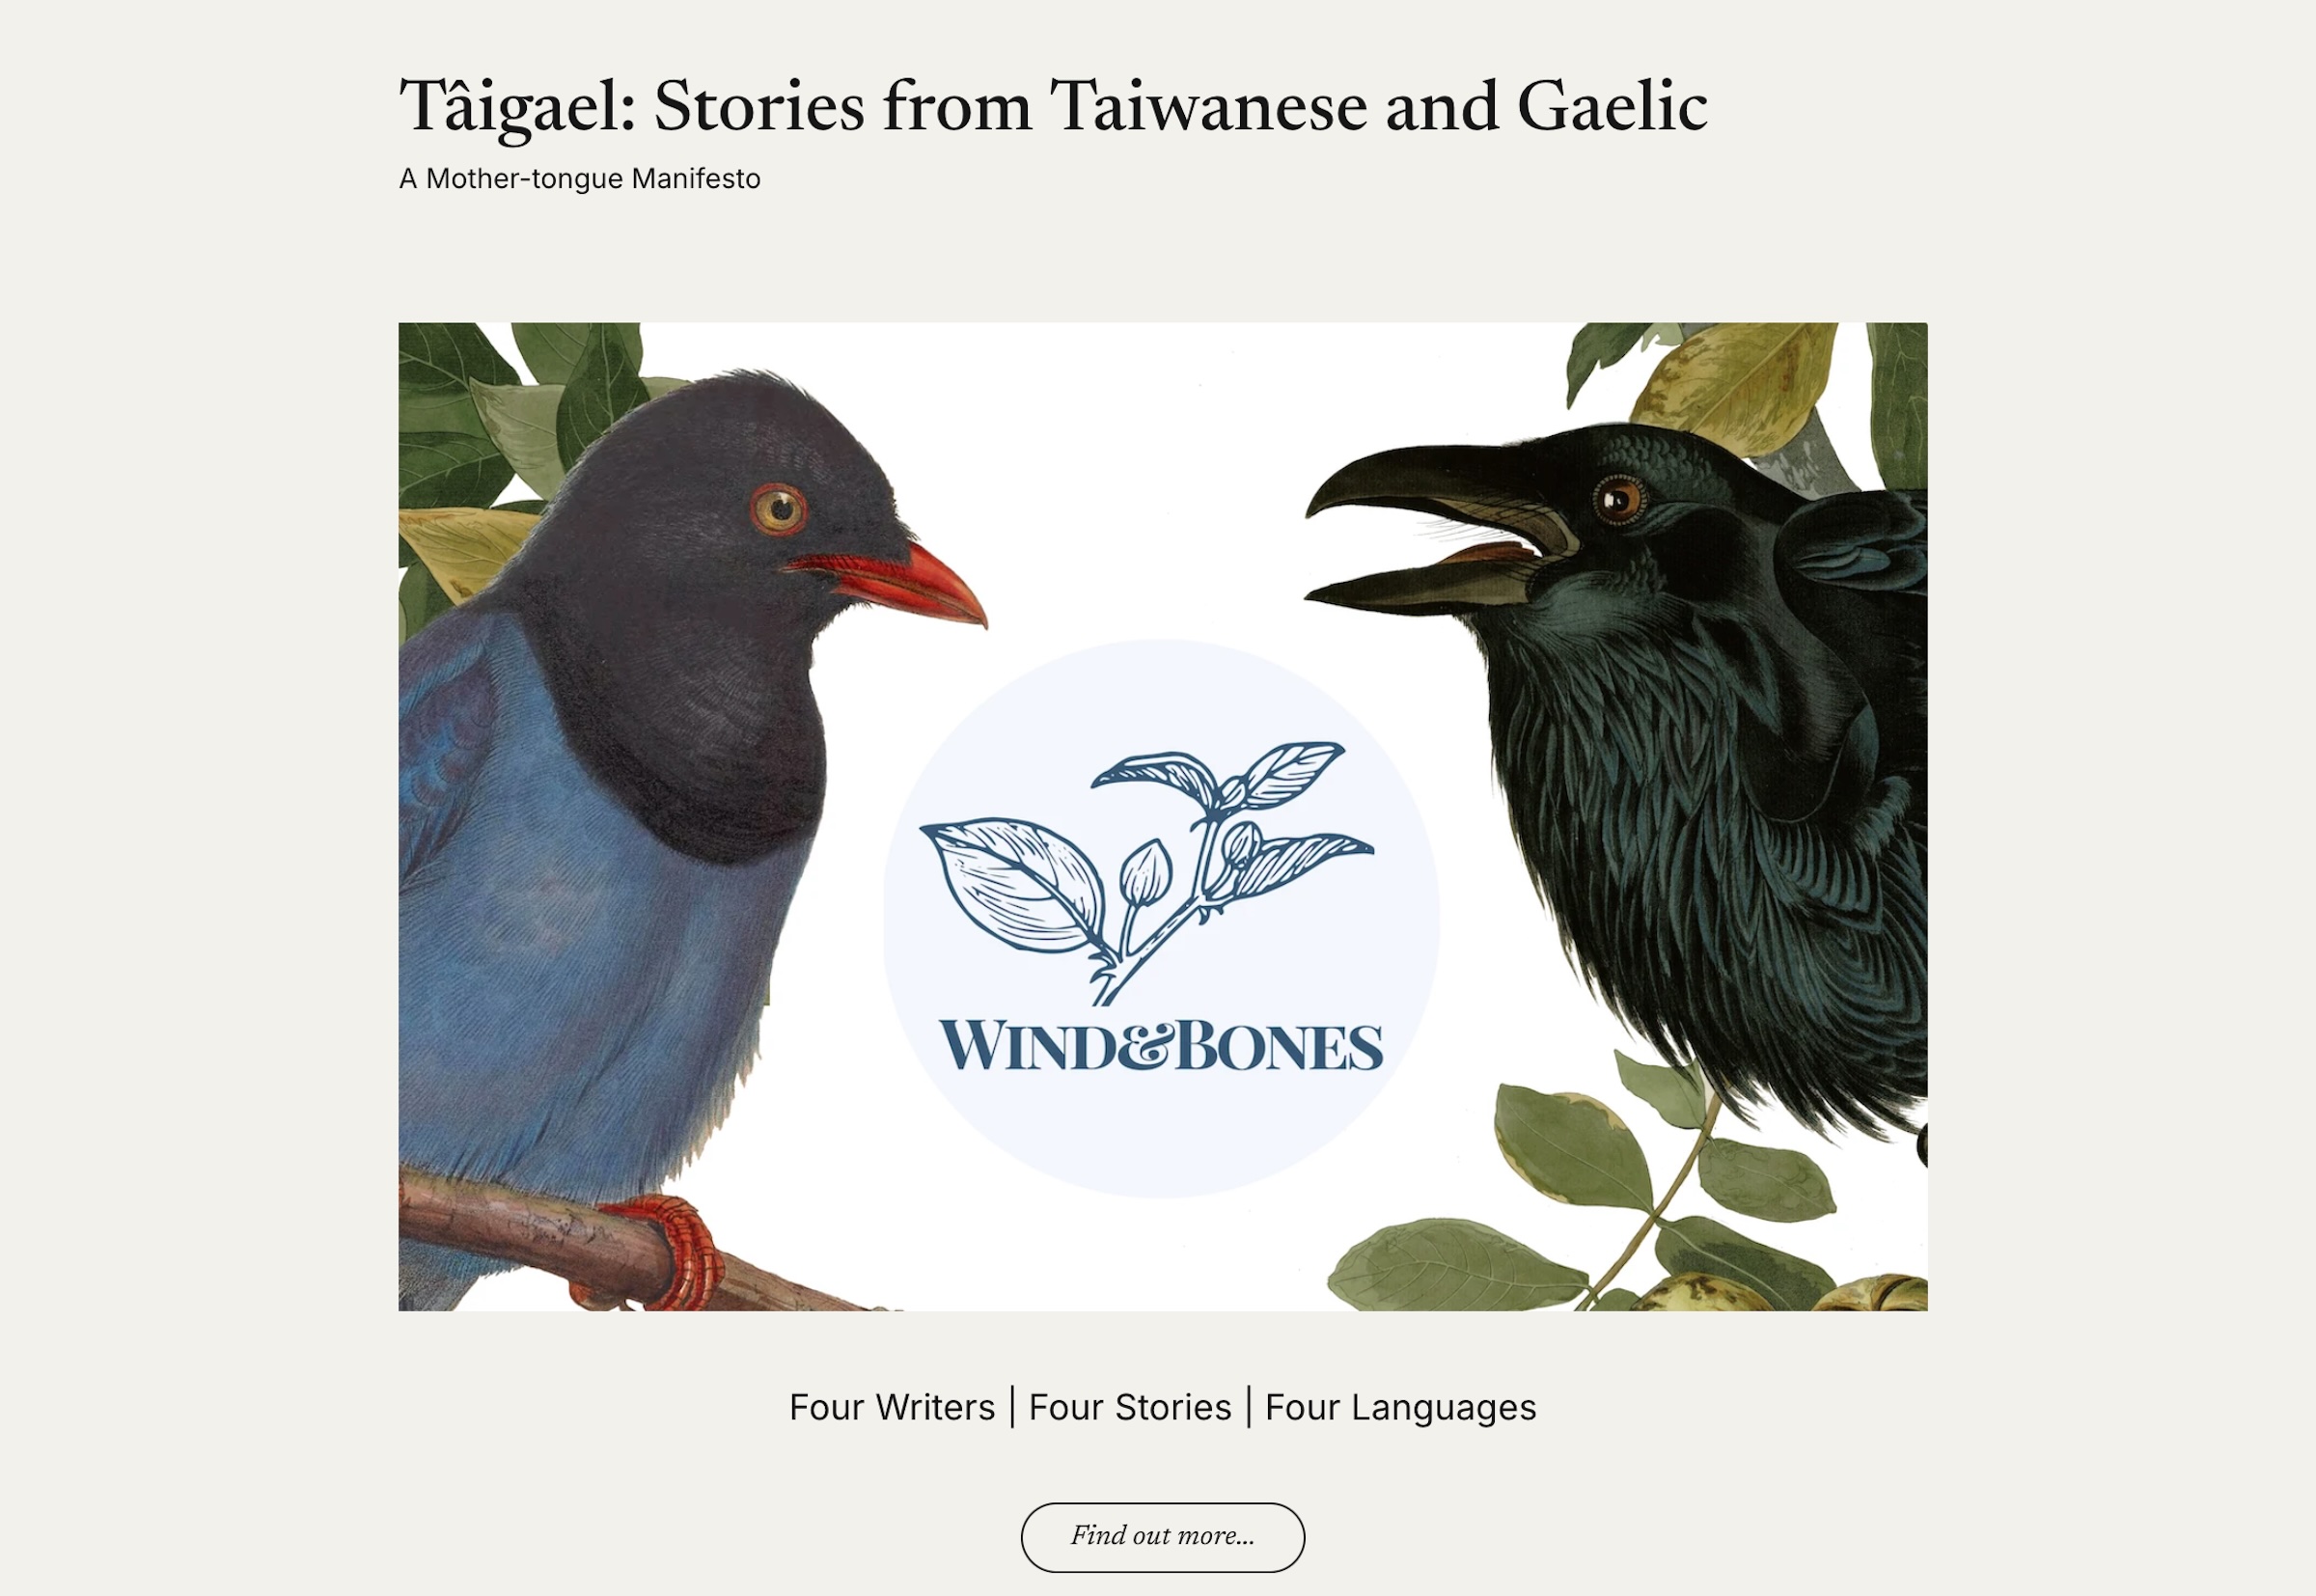 Tâigael: Stories from Taiwanese and Gaelic
A Mother-tongue Manifesto
WIND&BONES
Four Writers | Four Stories | Four Languages
Find out more...